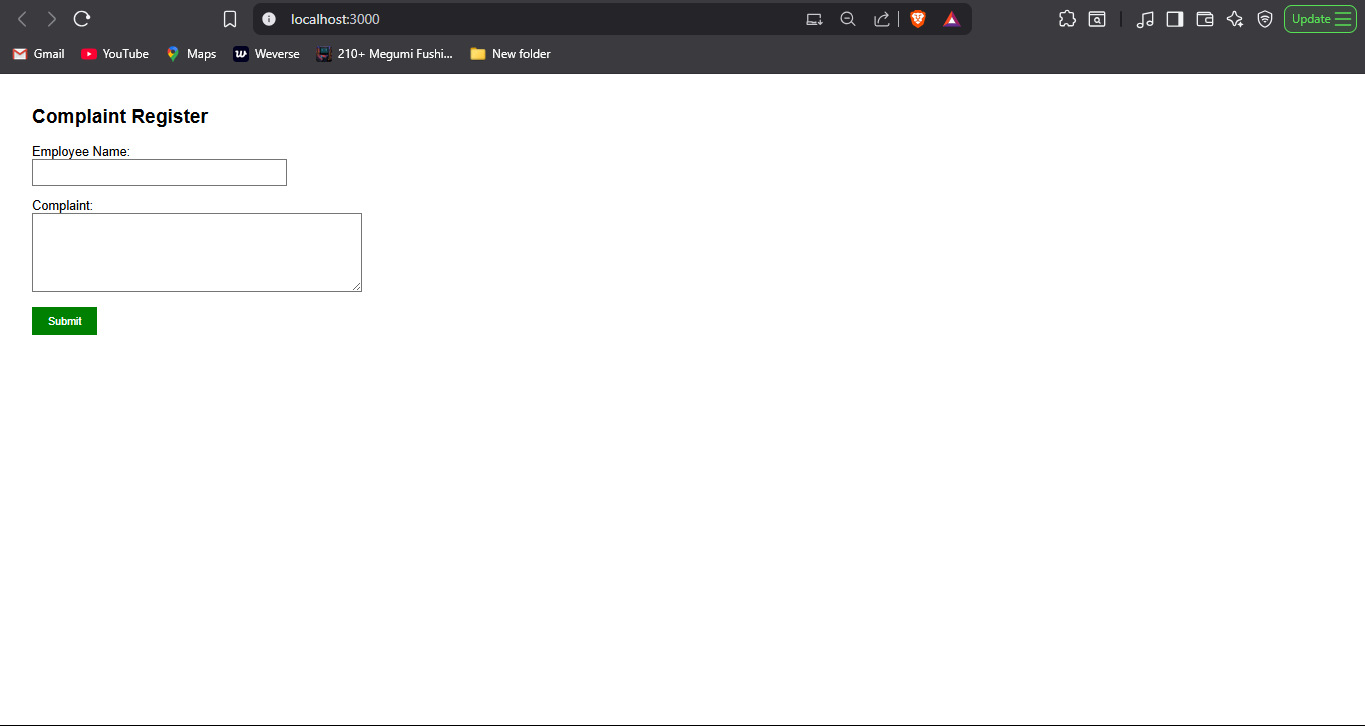 localhost:3000
Update
Gmail YouTube Maps Weverse 210+ Megumi Fushi... New folder
Complaint Register
Employee Name:
Complaint:
Submit